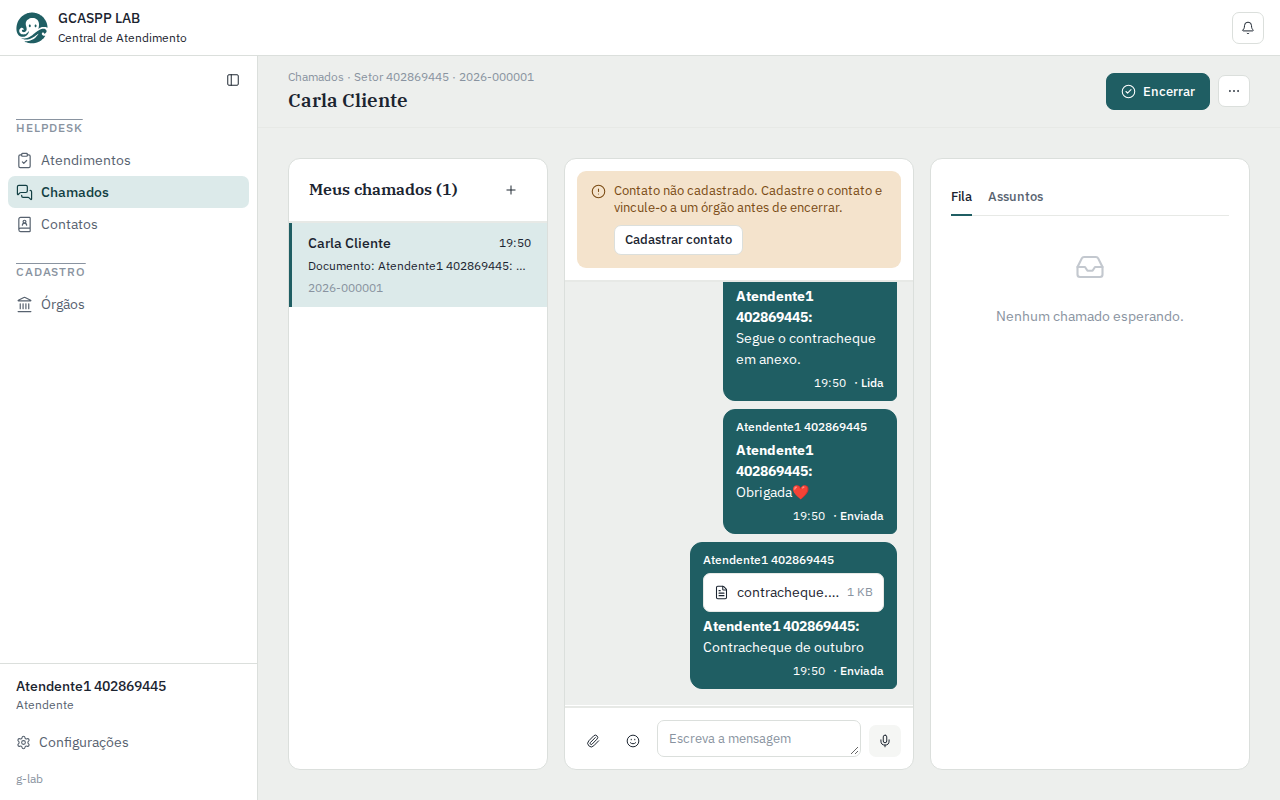 GCASPP LAB
Central de Atendimento
HELPDESK
Atendimentos
Chamados
Contatos
CADASTRO
Órgãos
Atendente1 402869445
Atendente
Configurações
g-lab
Chamados · Setor 402869445 · 2026-000001
Carla Cliente
Encerrar
Meus chamados (1)
Carla Cliente 19:50
Documento: Atendente1 402869445: ...
2026-000001
Contato não cadastrado. Cadastre o contato e
vincule-o a um órgão antes de encerrar.
Cadastrar contato
Atendente1
402869445:
Segue o contracheque
em anexo.
19:50 · Lida
Atendente1 402869445
Atendente1
402869445:
Obrigada❤️
19:50 · Enviada
Atendente1 402869445
contracheque.... 1 KB
Atendente1 402869445:
Contracheque de outubro
19:50 · Enviada
Escreva a mensagem
Fila Assuntos
Nenhum chamado esperando.